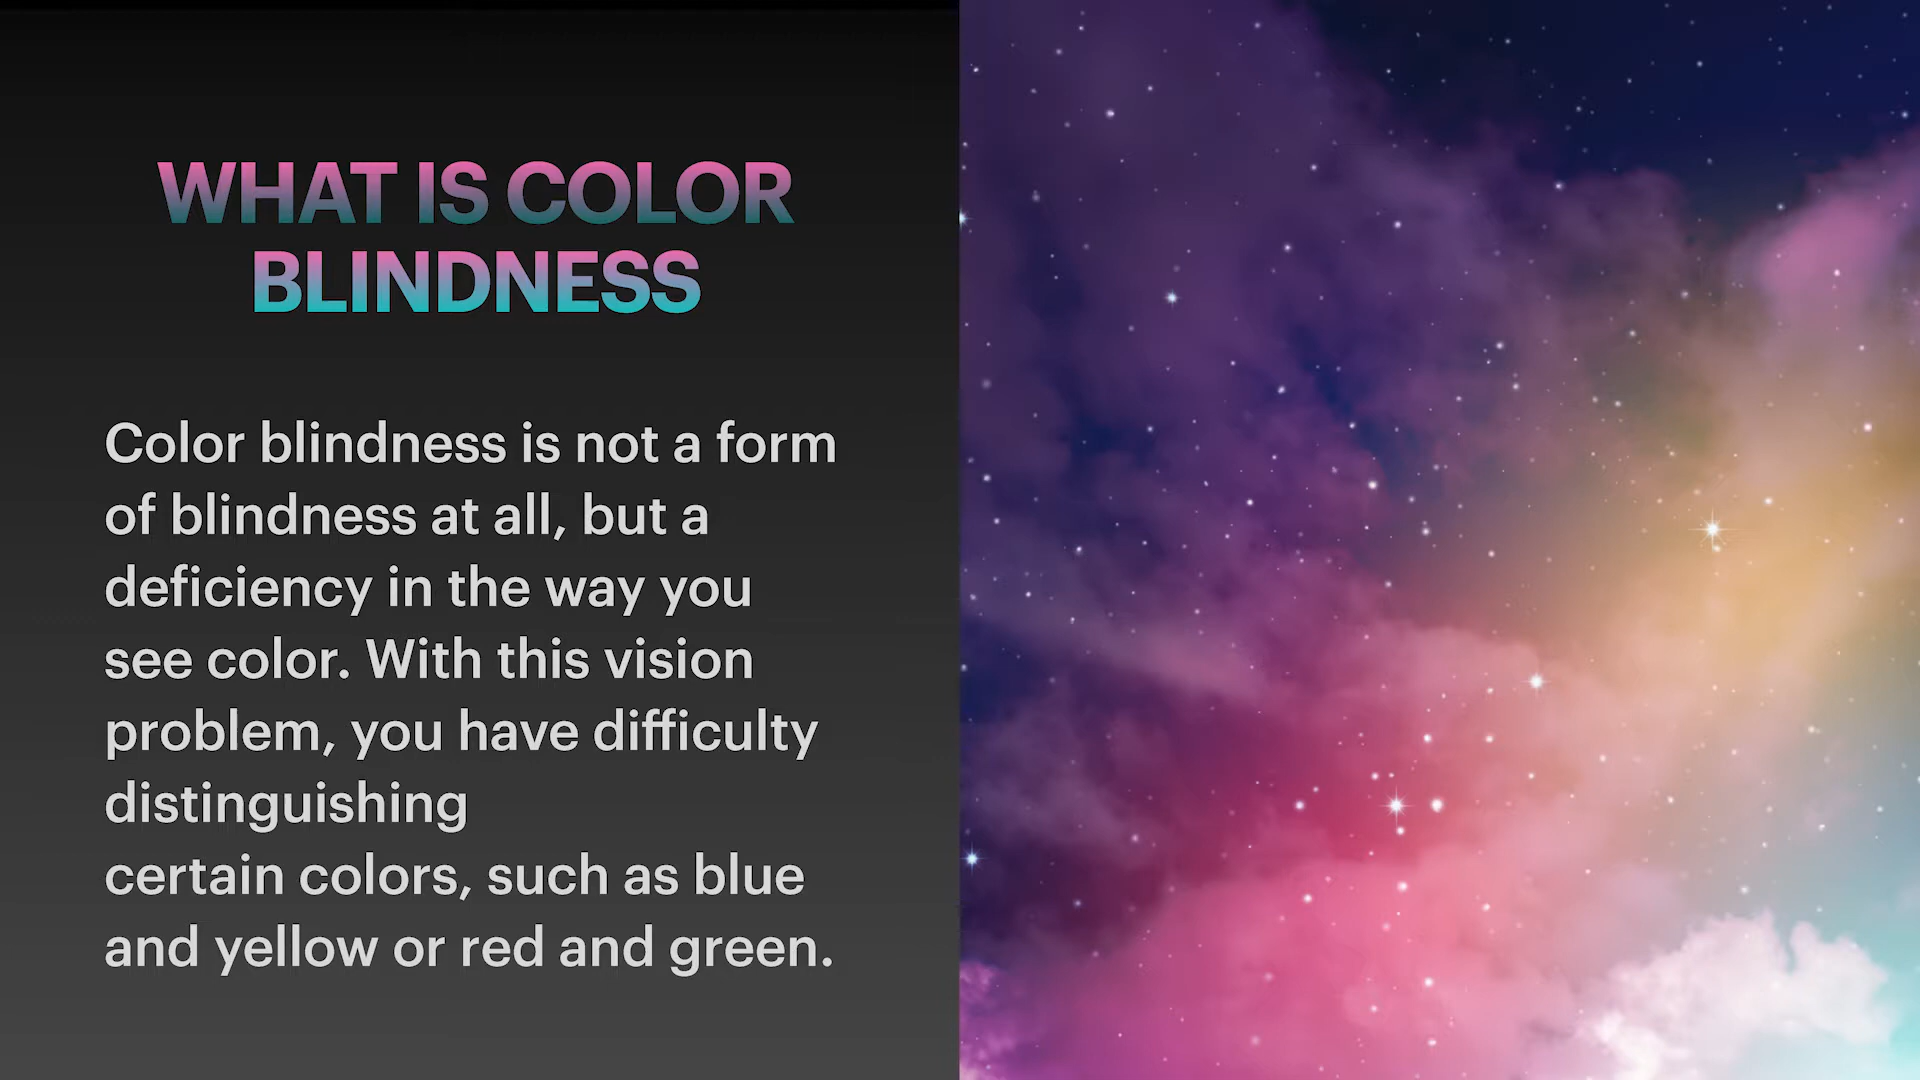 WHAT IS COLOR
BLINDNESS
Color blindness is not a form
of blindness at all, but a
deficiency in the way you
see color. With this vision
problem, you have difficulty
distinguishing
certain colors, such as blue
and yellow or red and green.